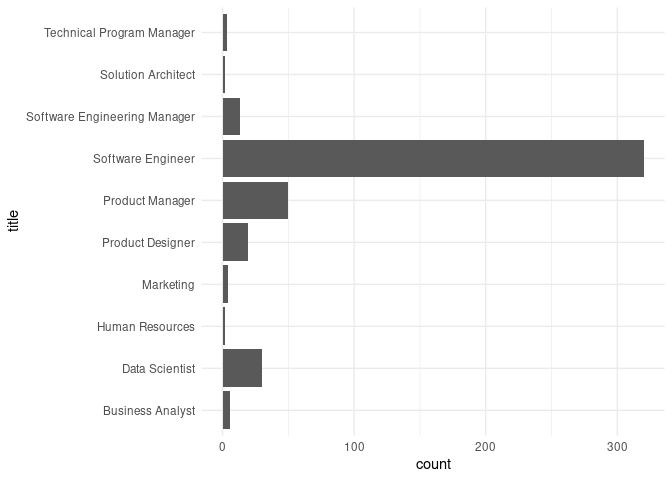 Technical Program Manager
Solution Architect
Software Engineering Manager
Software Engineer
Product Manager
Product Designer
Marketing
Human Resources
Data Scientist
Business Analyst
title
0 100 200 300
count